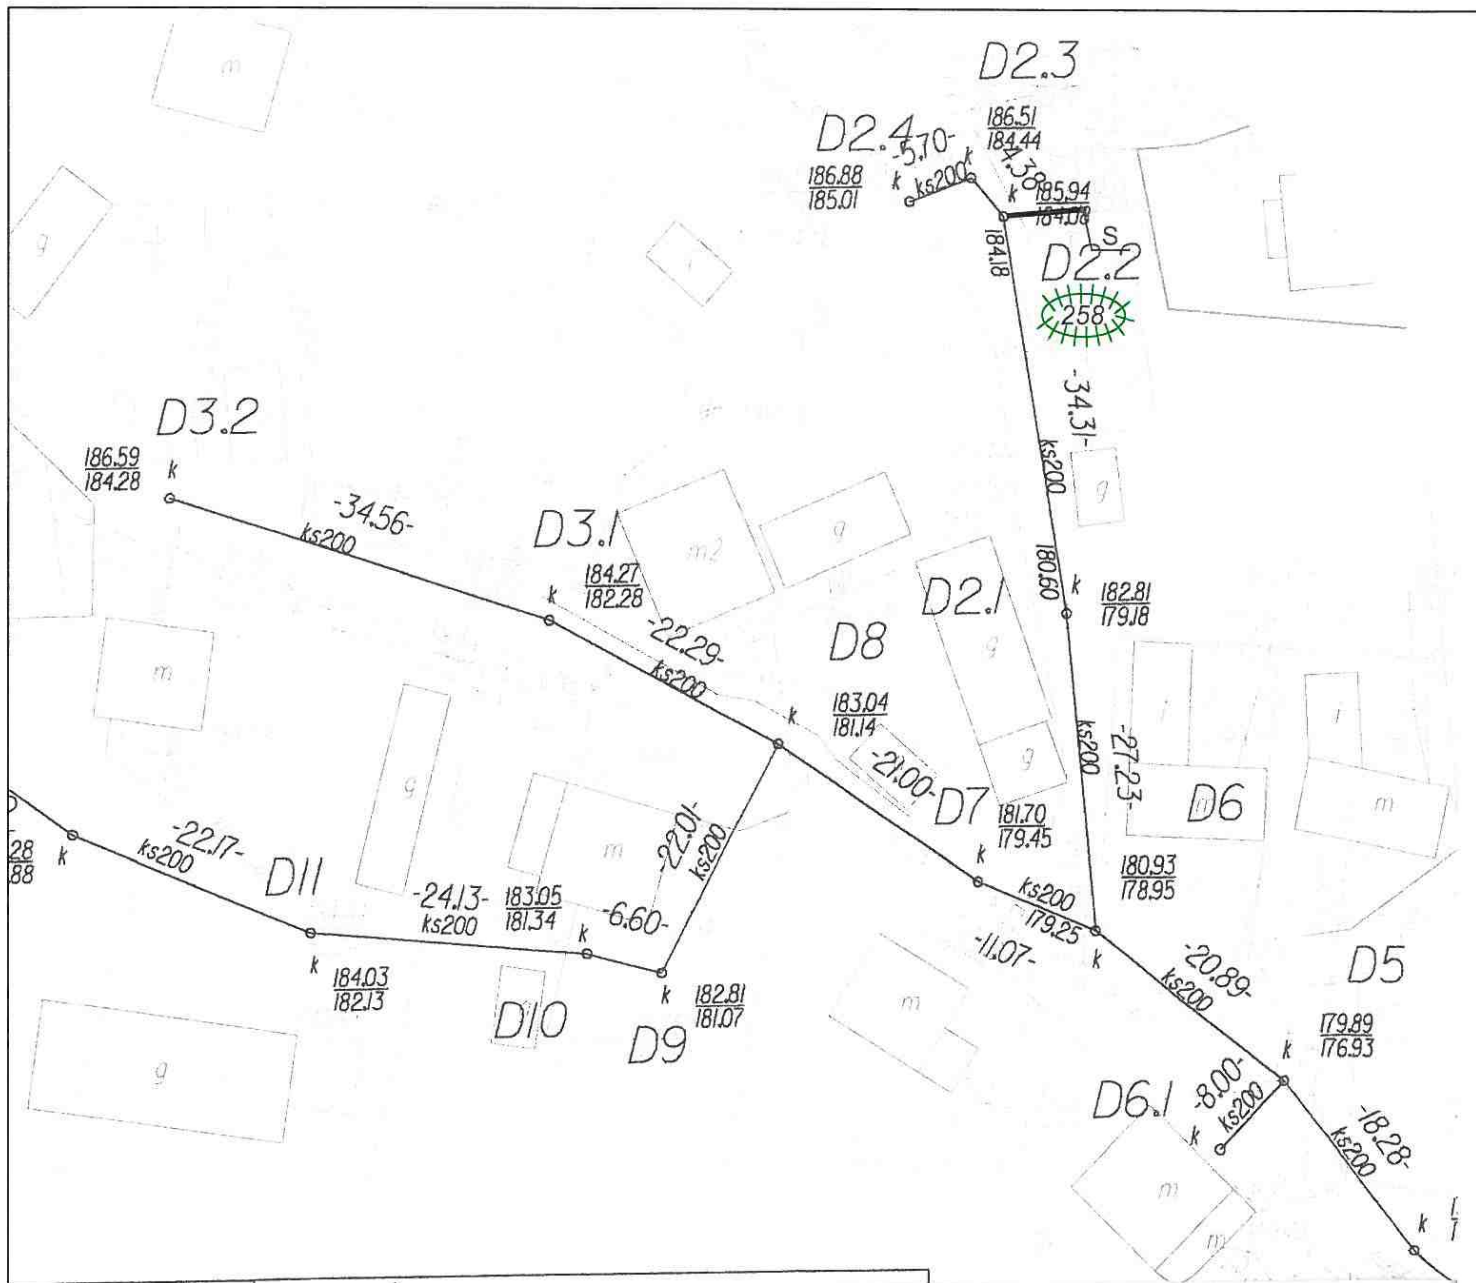 m
D2.3
186.51
184.44
D2.4
-5.70-
k
4.38
186.88
185.01
k
ks200
k
185.94
184.08
g
184.18
S
D2.2
i
258
-34.31-
D3.2
186.59
184.28
k
ks200
g
-34.56-
ks200
D3.1
m2
g
184.27
182.28
k
180.60
k
182.81
179.18
D2.1
-22.29-
ks200
D8
g
m
183.04
181.14
k
i
i
ks200
-27.23-
-21.00-
g
g
D7
181.70
179.45
m
D6
m
28
88
k
-22.17-
ks200
m
-22.01-
ks200
k
ks200
179.25
-11.07-
180.93
178.95
D11
-24.13-
ks200
183.05
181.34
-6.60-
k
k
k
184.03
182.13
D10
k
182.81
181.07
D9
-20.89-
ks200
D5
m
179.89
176.93
k
g
D6.1
-8.00-
ks200
k
-18.28-
ks200
m
m
k